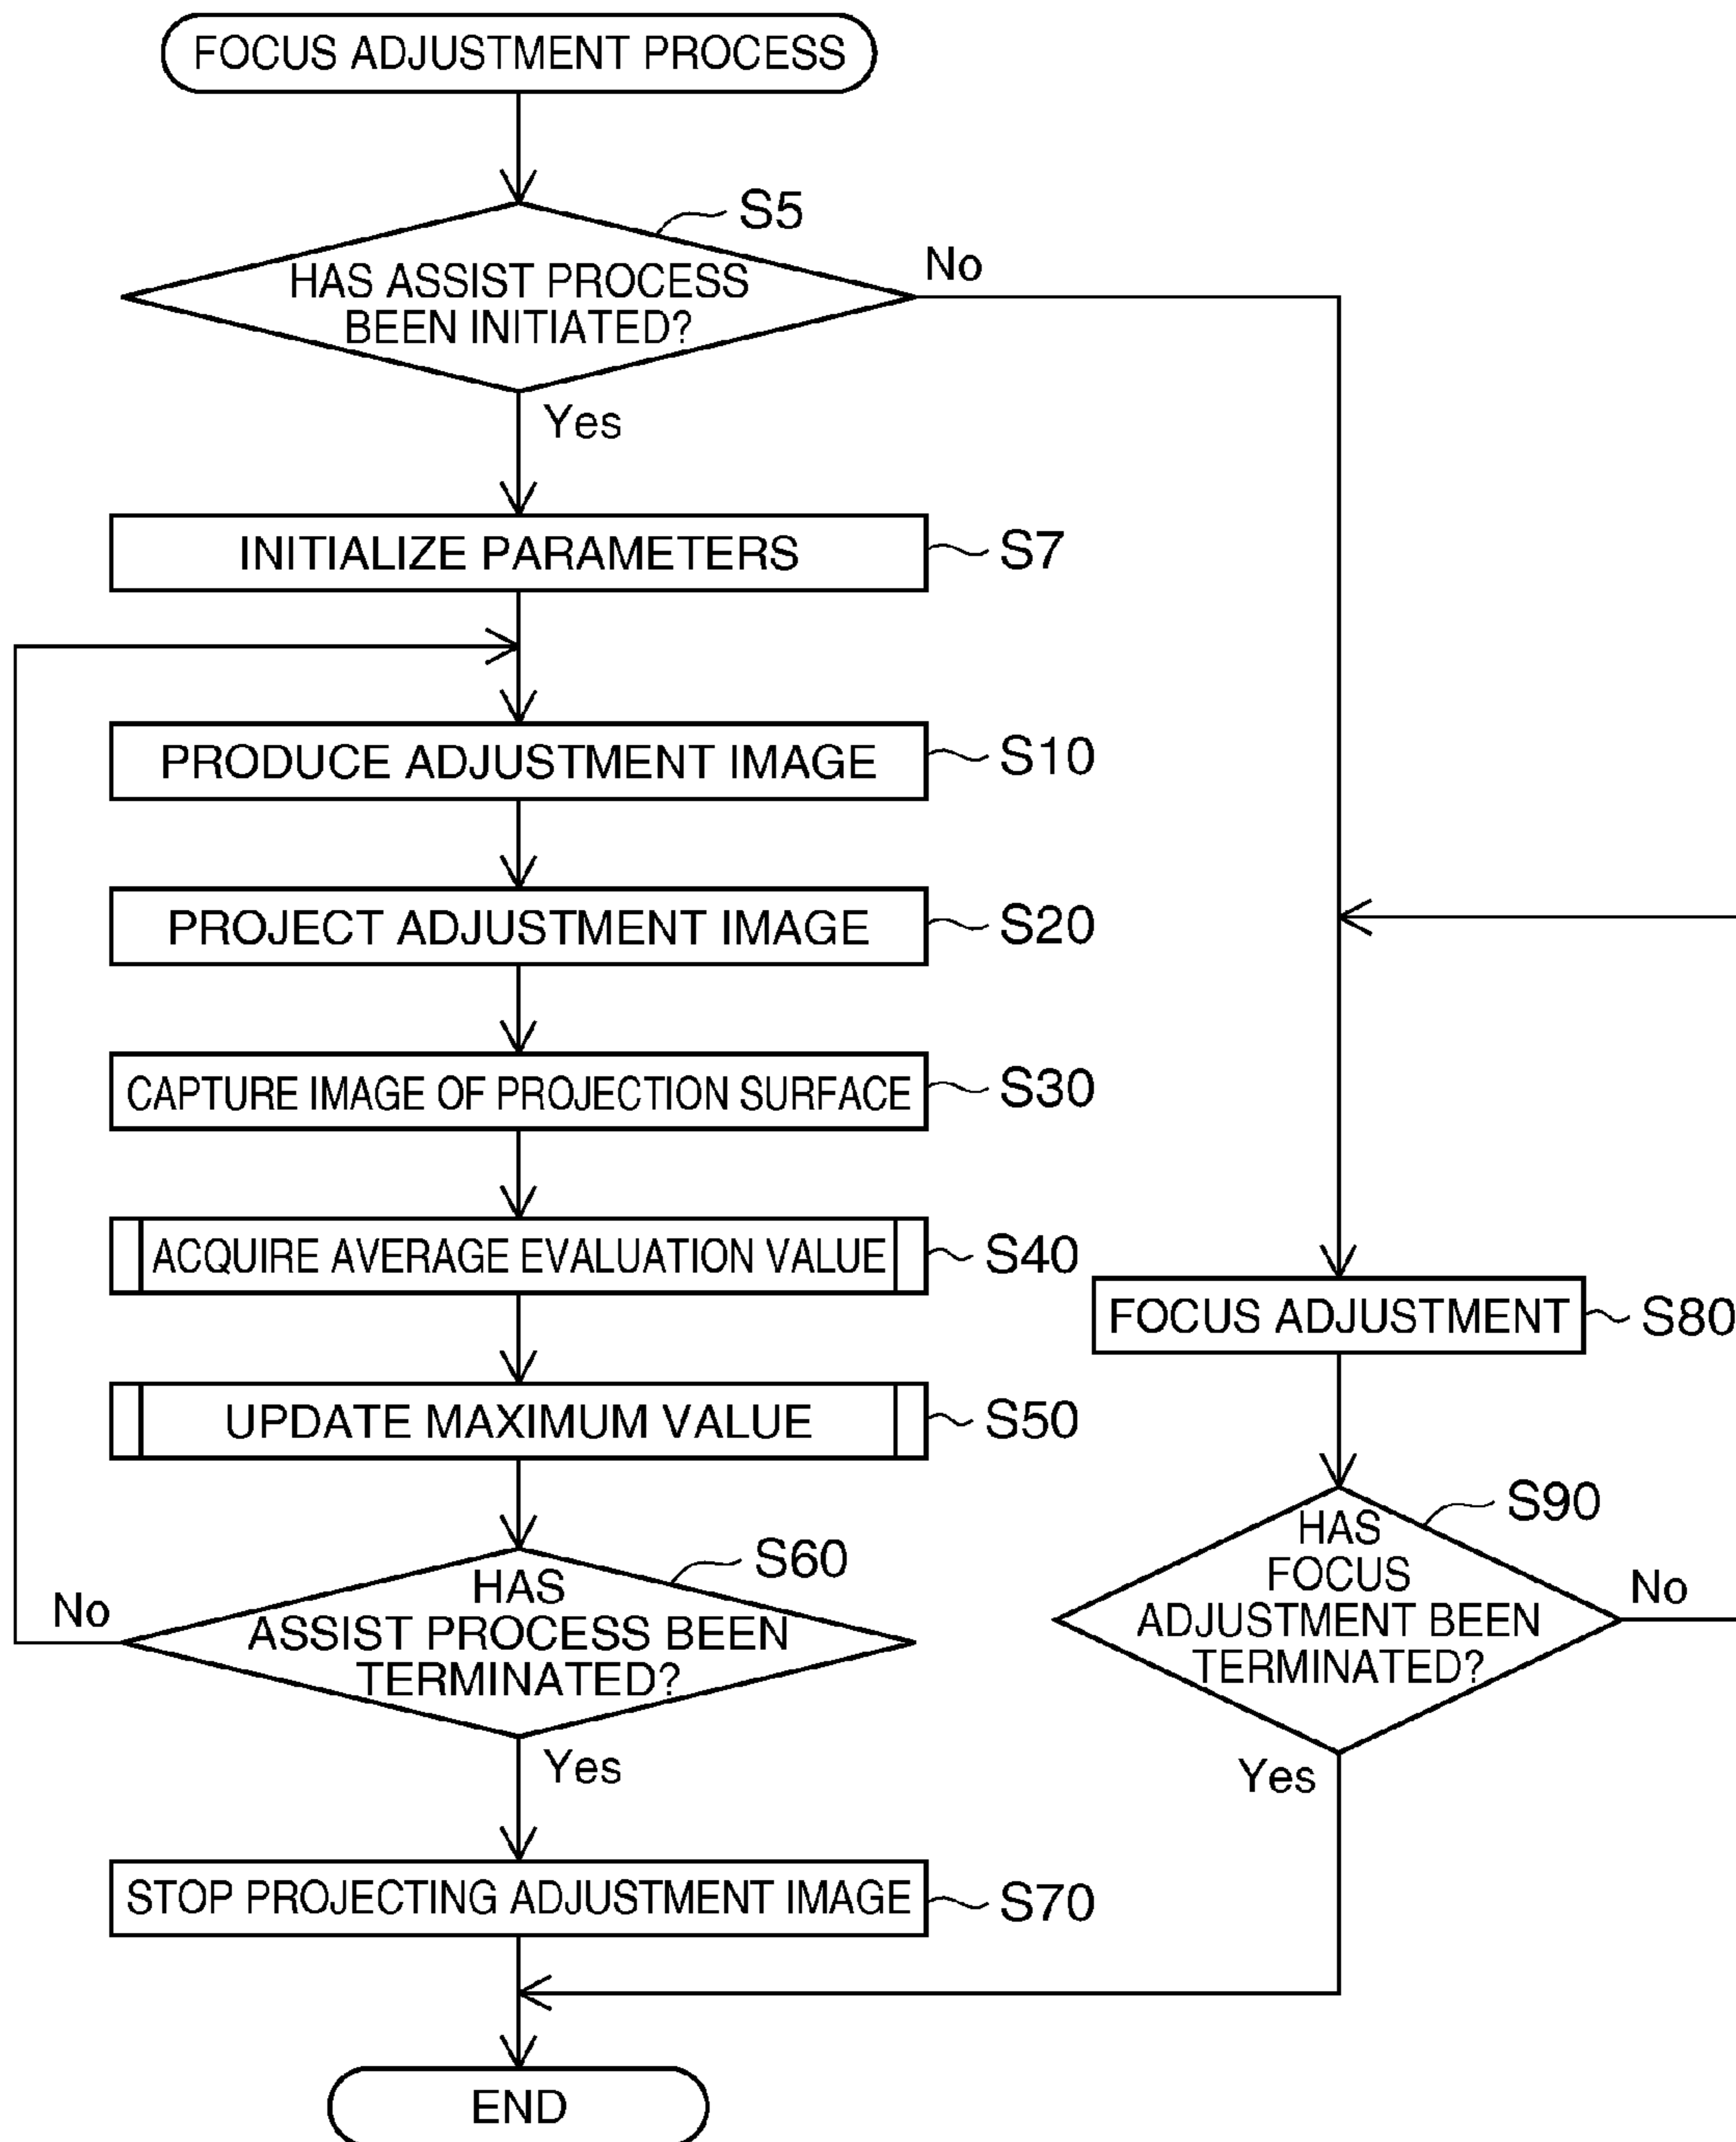 FOCUS ADJUSTMENT PROCESS
S5
HAS ASSIST PROCESS
BEEN INITIATED?
No
Yes
INITIALIZE PARAMETERS
S7
PRODUCE ADJUSTMENT IMAGE
S10
PROJECT ADJUSTMENT IMAGE
S20
CAPTURE IMAGE OF PROJECTION SURFACE
S30
ACQUIRE AVERAGE EVALUATION VALUE
S40
UPDATE MAXIMUM VALUE
S50
S60
HAS
ASSIST PROCESS BEEN
TERMINATED?
No
Yes
STOP PROJECTING ADJUSTMENT IMAGE
S70
FOCUS ADJUSTMENT
S80
S90
HAS
FOCUS
ADJUSTMENT BEEN
TERMINATED?
No
Yes
END